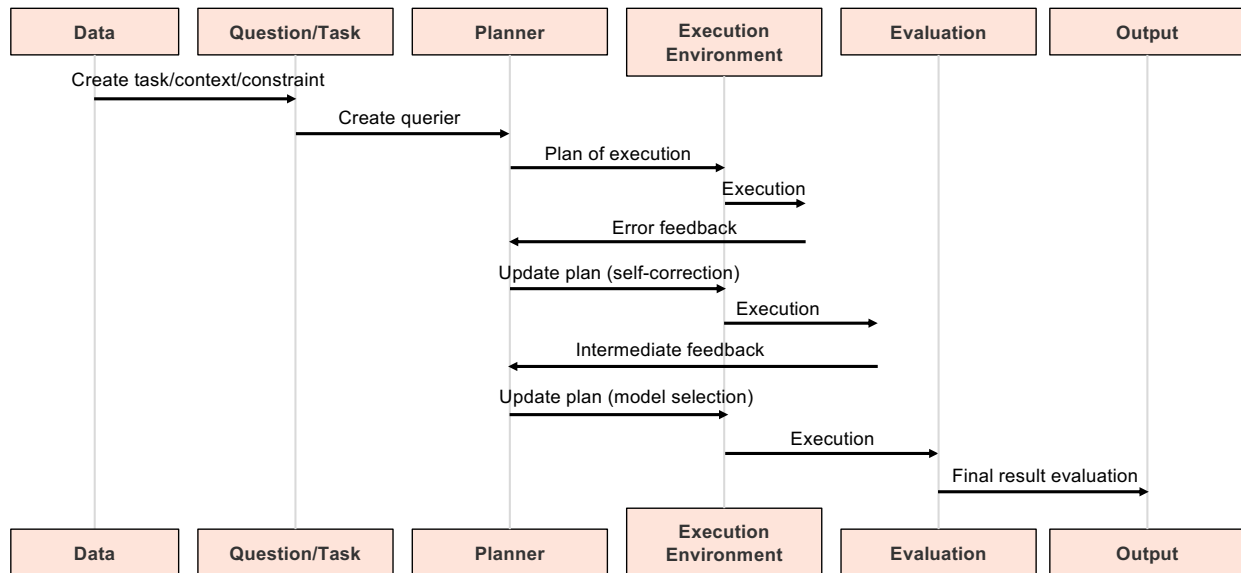 Data
Question/Task
Planner
Execution
Environment
Evaluation
Output
Create task/context/constraint
Create querier
Plan of execution
Execution
Error feedback
Update plan (self-correction)
Execution
Intermediate feedback
Update plan (model selection)
Execution
Final result evaluation
Data
Question/Task
Planner
Execution
Environment
Evaluation
Output